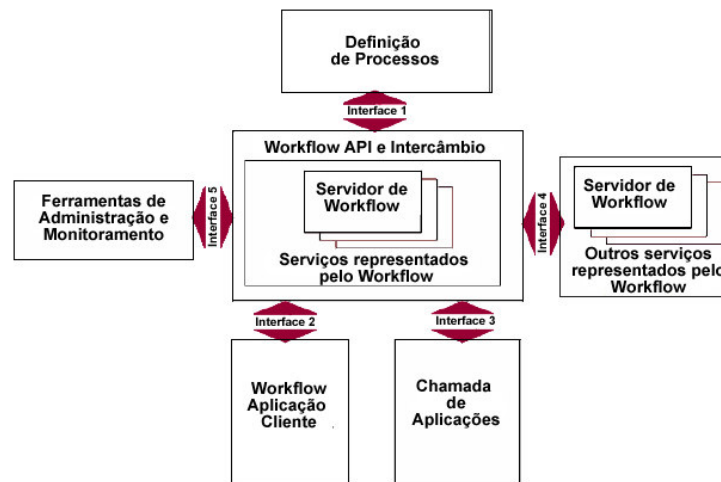 Definição
de Processos
Interface 1
Workflow API e Intercâmbio
Servidor de
Workflow
Serviços representados
pelo Workflow
Interface 5
Ferramentas de
Administração e
Monitoramento
Interface 4
Servidor de
Workflow
Outros serviços
representados pelo
Workflow
Interface 2
Interface 3
Workflow
Aplicação
Cliente
Chamada
de
Aplicações